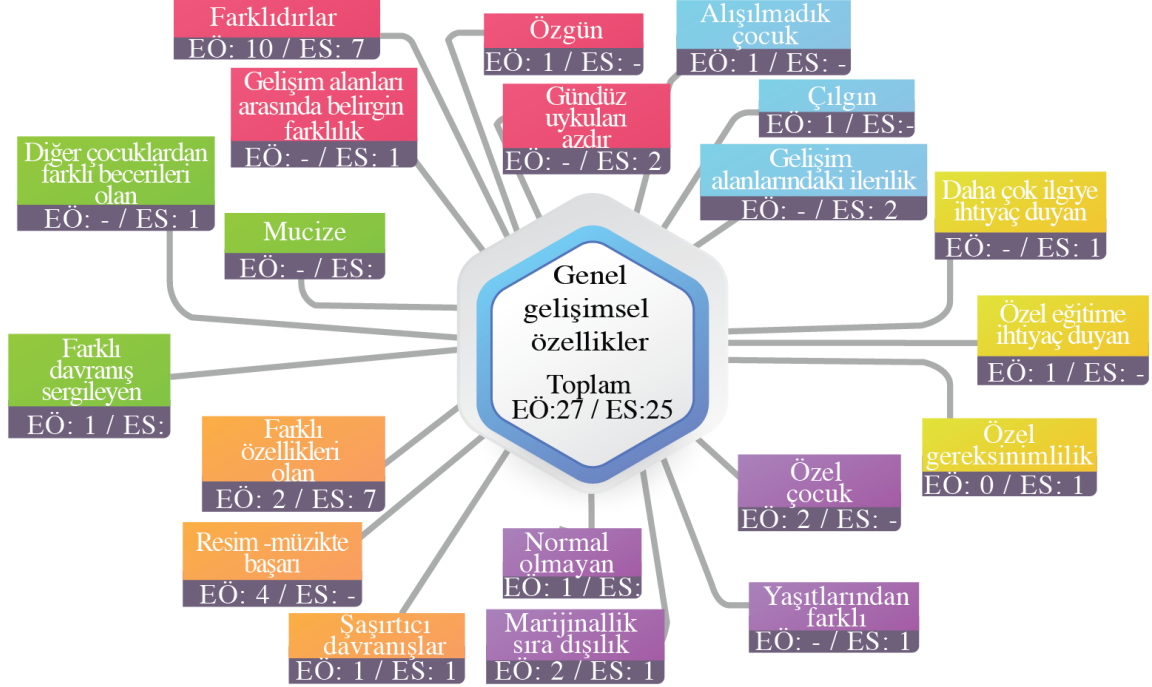 Farklıdırlar
EÖ: 10 / ES: 7
Özgün
EÖ: 1 / ES: -
Alışılmadık
çocuk
EÖ: 1 / ES: -
Gelişim alanları
arasında belirgin
farklılık
EÖ: - / ES: 1
Gündüz
uykuları
azdır
EÖ: - / ES: 2
Çılgın
EÖ: 1 / ES:-
Gelişim
alanlarındaki ilerilik
EÖ: - / ES: 2
Diğer çocuklardan
farklı becerileri
olan
EÖ: - / ES: 1
Daha çok ilgiye
ihtiyaç duyan
EÖ: - / ES: 1
Mucize
EÖ: - / ES:
Genel
gelişimsel
özellikler
Toplam
EÖ:27 / ES:25
Özel eğitime
ihtiyaç duyan
EÖ: 1 / ES: -
Farklı
davranış
sergileyen
EÖ: 1 / ES:
Farklı
özellikleri
olan
EÖ: 2 / ES: 7
Özel
gereksinimlilik
EÖ: 0 / ES: 1
Özel
çocuk
EÖ: 2 / ES: -
Resim -müzikte
başarı
EÖ: 4 / ES: -
Normal
olmayan
EÖ: 1 / ES:
Yaşıtlarından
farklı
EÖ: - / ES: 1
Şaşırtıcı
davranışlar
EÖ: 1 / ES: 1
Marijinallik
sıra dışılık
EÖ: 2 / ES: 1